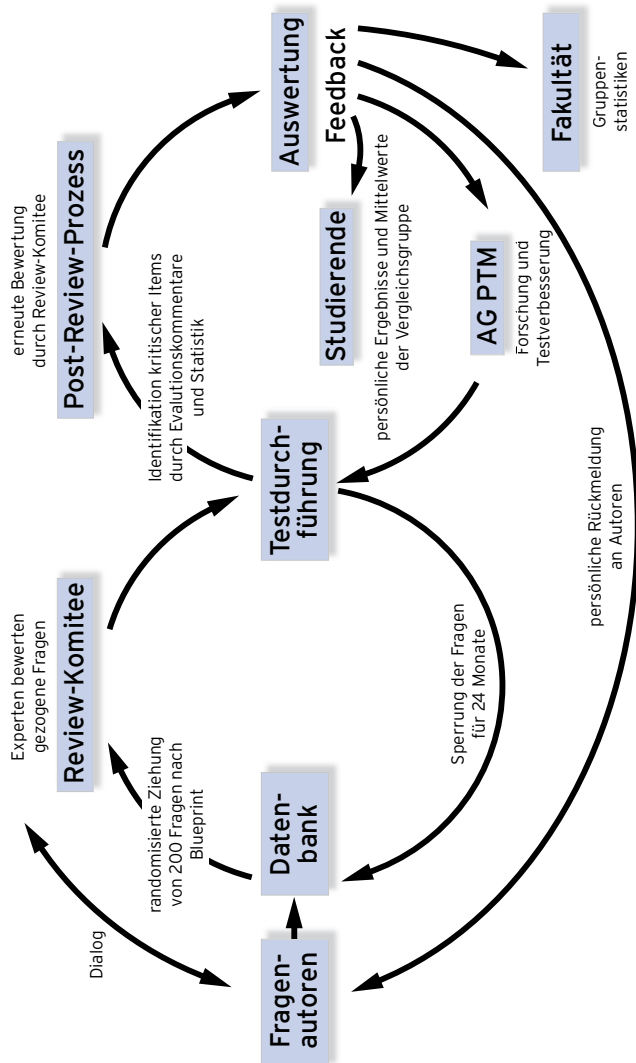 Dialog
Fragen-
autoren
Daten-
bank
randomisierte Ziehung
von 200 Fragen nach
Blueprint
Experten bewerten
gezogene Fragen
Review-Komitee
Testdurch-
führung
Sperrung der Fragen
für 24 Monate
Identifikation kritischer Items
durch Evalutionskommentare
und Statistik
erneute Bewertung
durch Review-Komitee
Post-Review-Prozess
Auswertung
Feedback
Studierende
persönliche Ergebnisse und Mittelwerte
der Vergleichsgruppe
AG PTM
Forschung und
Testverbesserung
Fakultät
Gruppen-
statistiken
persönliche Rückmeldung
an Autoren